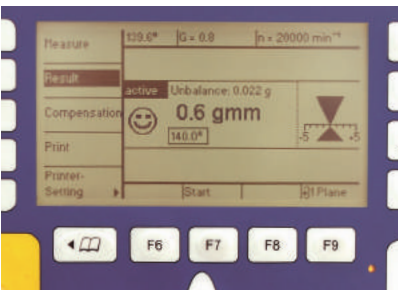 Measure
139.6° G = 0.8 n = 20000 min⁻¹
Result
active Unbalance: 0.022 g
Compensation
0.6 gmm
140.0°
-5 +5
Print
Printer-
Setting
Start 1 Plane
F6 F7 F8 F9